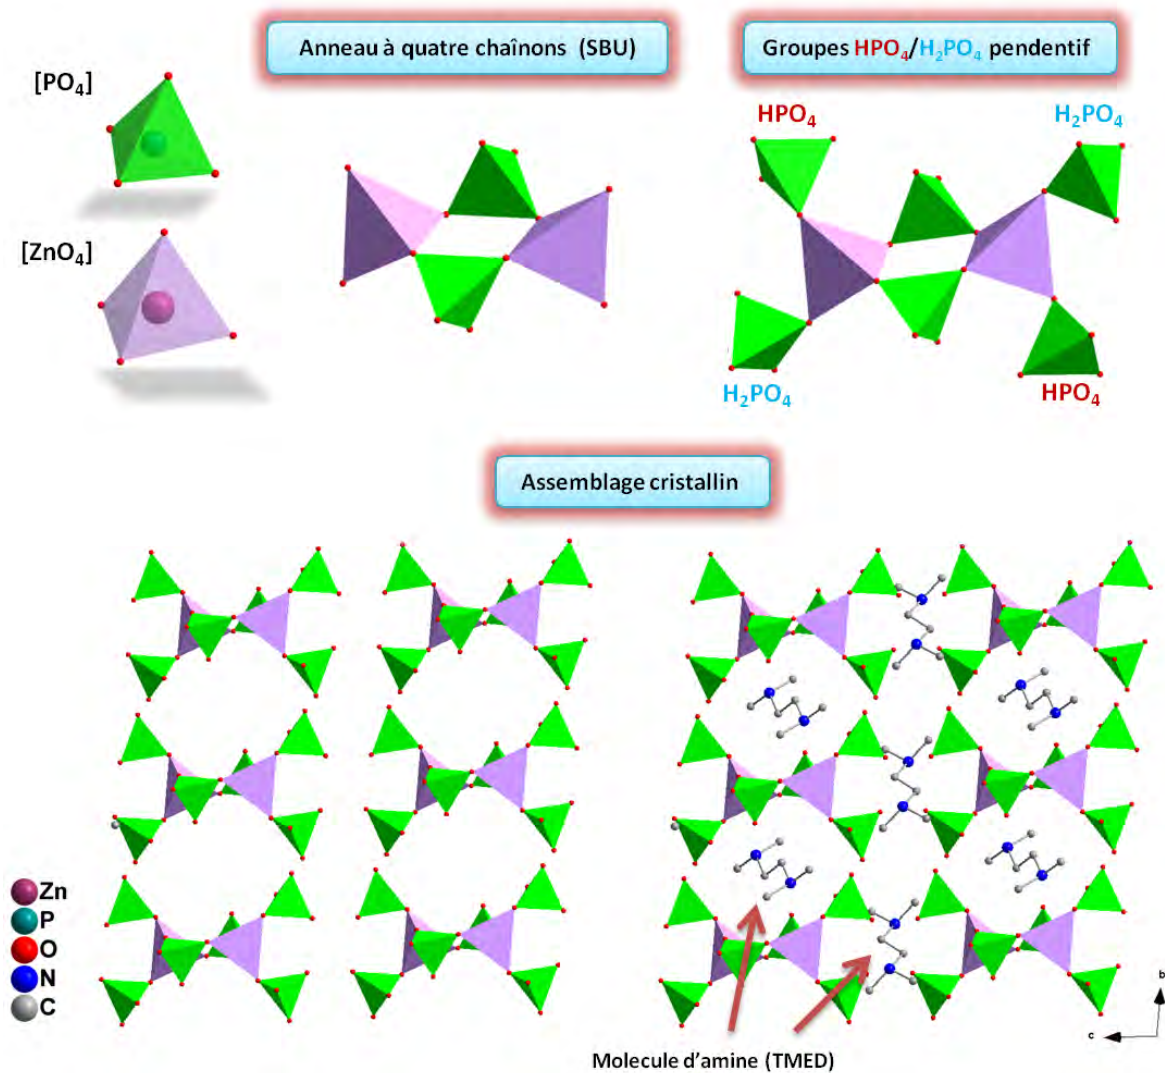 Anneau à quatre chaînons (SBU)
Groupes HPO₄/H₂PO₄ pendentif
[PO₄]
HPO₄
H₂PO₄
[ZnO₄]
H₂PO₄
HPO₄
Assemblage cristallin
Zn
P
O
N
C
b
c
Molecule d'amine (TMED)